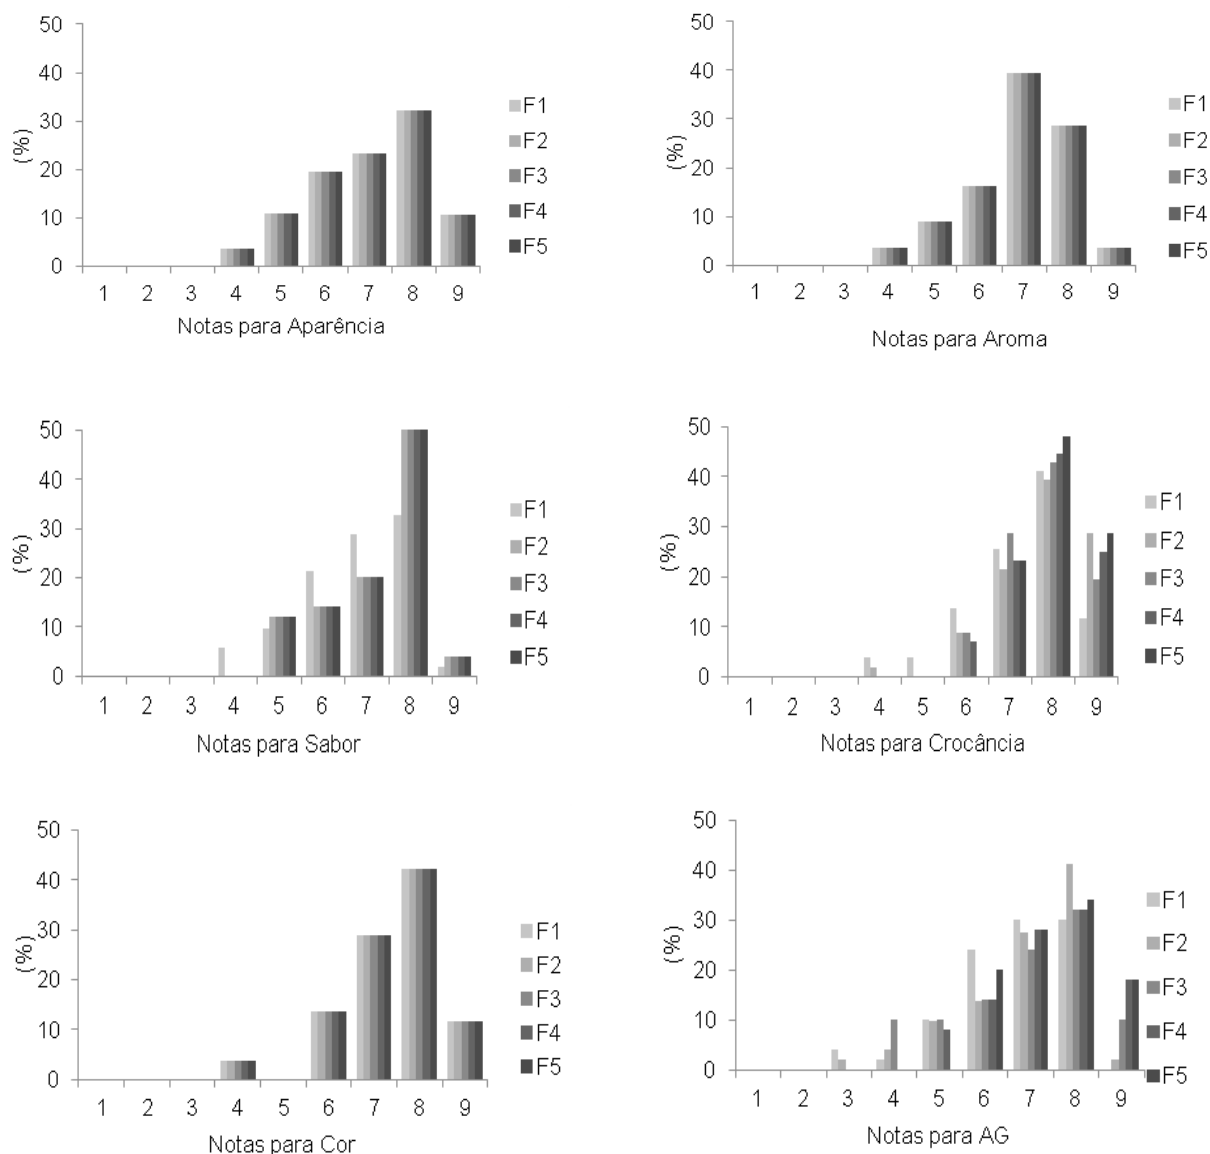 50
40
30
20
10
0
(%)
1 2 3 4 5 6 7 8 9
Notas para Aparência
F1
F2
F3
F4
F5
50
40
30
20
10
0
(%)
1 2 3 4 5 6 7 8 9
Notas para Aroma
F1
F2
F3
F4
F5
50
40
30
20
10
0
(%)
1 2 3 4 5 6 7 8 9
Notas para Sabor
F1
F2
F3
F4
F5
50
40
30
20
10
0
(%)
1 2 3 4 5 6 7 8 9
Notas para Crocância
F1
F2
F3
F4
F5
50
40
30
20
10
0
(%)
1 2 3 4 5 6 7 8 9
Notas para Cor
F1
F2
F3
F4
F5
50
40
30
20
10
0
(%)
1 2 3 4 5 6 7 8 9
Notas para AG
F1
F2
F3
F4
F5